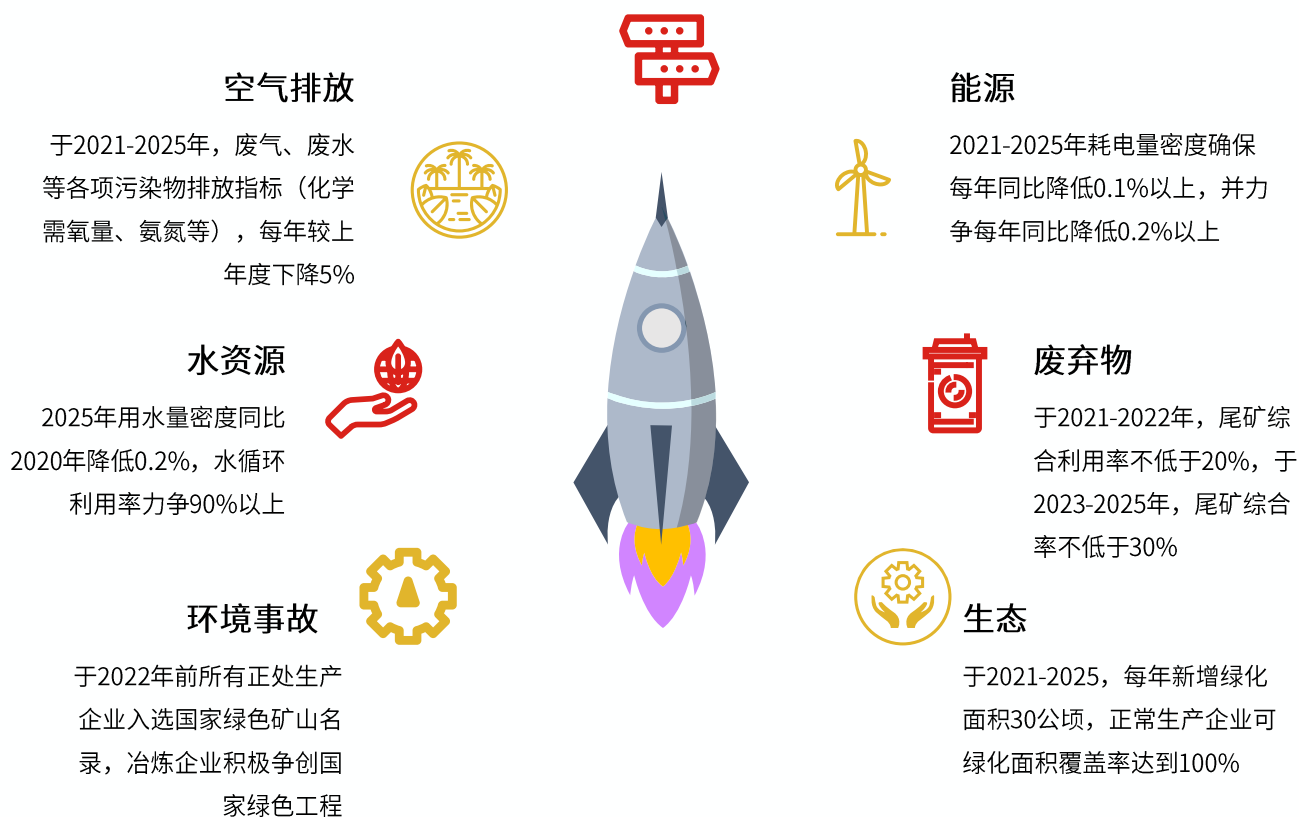 空气排放
于2021-2025年，废气、废水
等各项污染物排放指标（化学
需氧量、氨氮等），每年较上
年度下降5%
水资源
2025年用水量密度同比
2020年降低0.2%，水循环
利用率力争90%以上
环境事故
于2022年前所有正处生产
企业入选国家绿色矿山名
录，冶炼企业积极争创国
家绿色工程
能源
2021-2025年耗电量密度确保
每年同比降低0.1%以上，并力
争每年同比降低0.2%以上
废弃物
于2021-2022年，尾矿综
合利用率不低于20%，于
2023-2025年，尾矿综合
率不低于30%
生态
于2021-2025，每年新增绿化
面积30公顷，正常生产企业可
绿化面积覆盖率达到100%